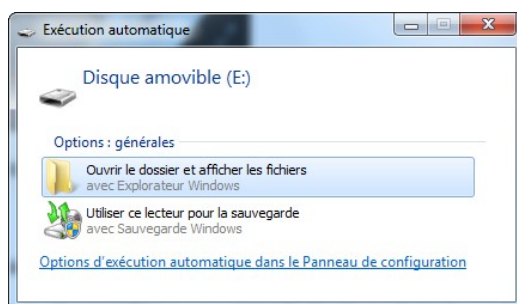 Exécution automatique
Disque amovible (E:)
Options : générales
Ouvrir le dossier et afficher les fichiers
avec Explorateur Windows
Utiliser ce lecteur pour la sauvegarde
avec Sauvegarde Windows
Options d'exécution automatique dans le Panneau de configuration